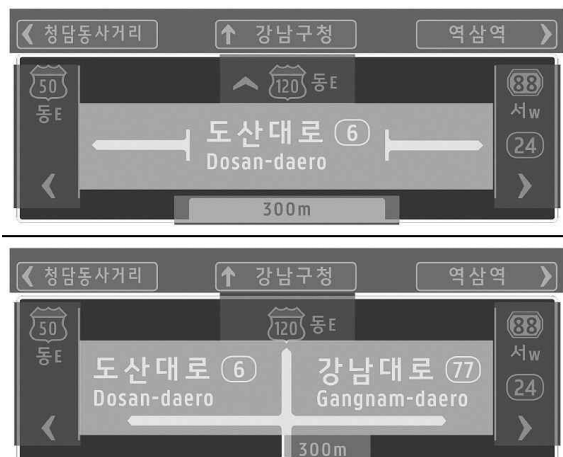 청담동사거리 강남구청 역삼역
50 동E 120 동E 88 서W
도산대로 6
Dosan-daero
24
300m
청담동사거리 강남구청 역삼역
50 동E 120 동E 88 서W
도산대로 6 강남대로 77
Dosan-daero Gangnam-daero
24
300m